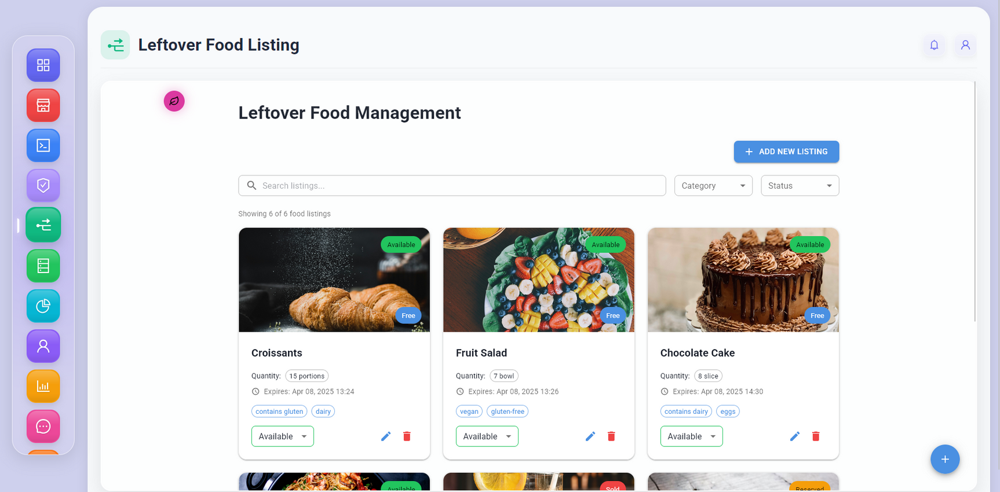 Leftover Food Listing
Leftover Food Management
+ ADD NEW LISTING
Search listings...
Category
Status
Showing 6 of 6 food listings
Available
Free
Available
Free
Available
Free
Croissants
Quantity: 15 portions
Expires: Apr 08, 2025 13:24
contains gluten dairy
Available
Fruit Salad
Quantity: 7 bowl
Expires: Apr 08, 2025 13:26
vegan gluten-free
Available
Chocolate Cake
Quantity: 8 slice
Expires: Apr 08, 2025 14:30
contains dairy eggs
Available
Available
Sold
Reserved